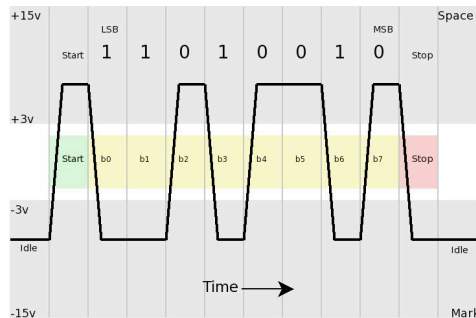 +15v
Space
LSB
MSB
Start 1 1 0 1 0 0 1 0 Stop
+3v
Start b0 b1 b2 b3 b4 b5 b6 b7 Stop
-3v
Idle
Idle
Time
-15v
Mark